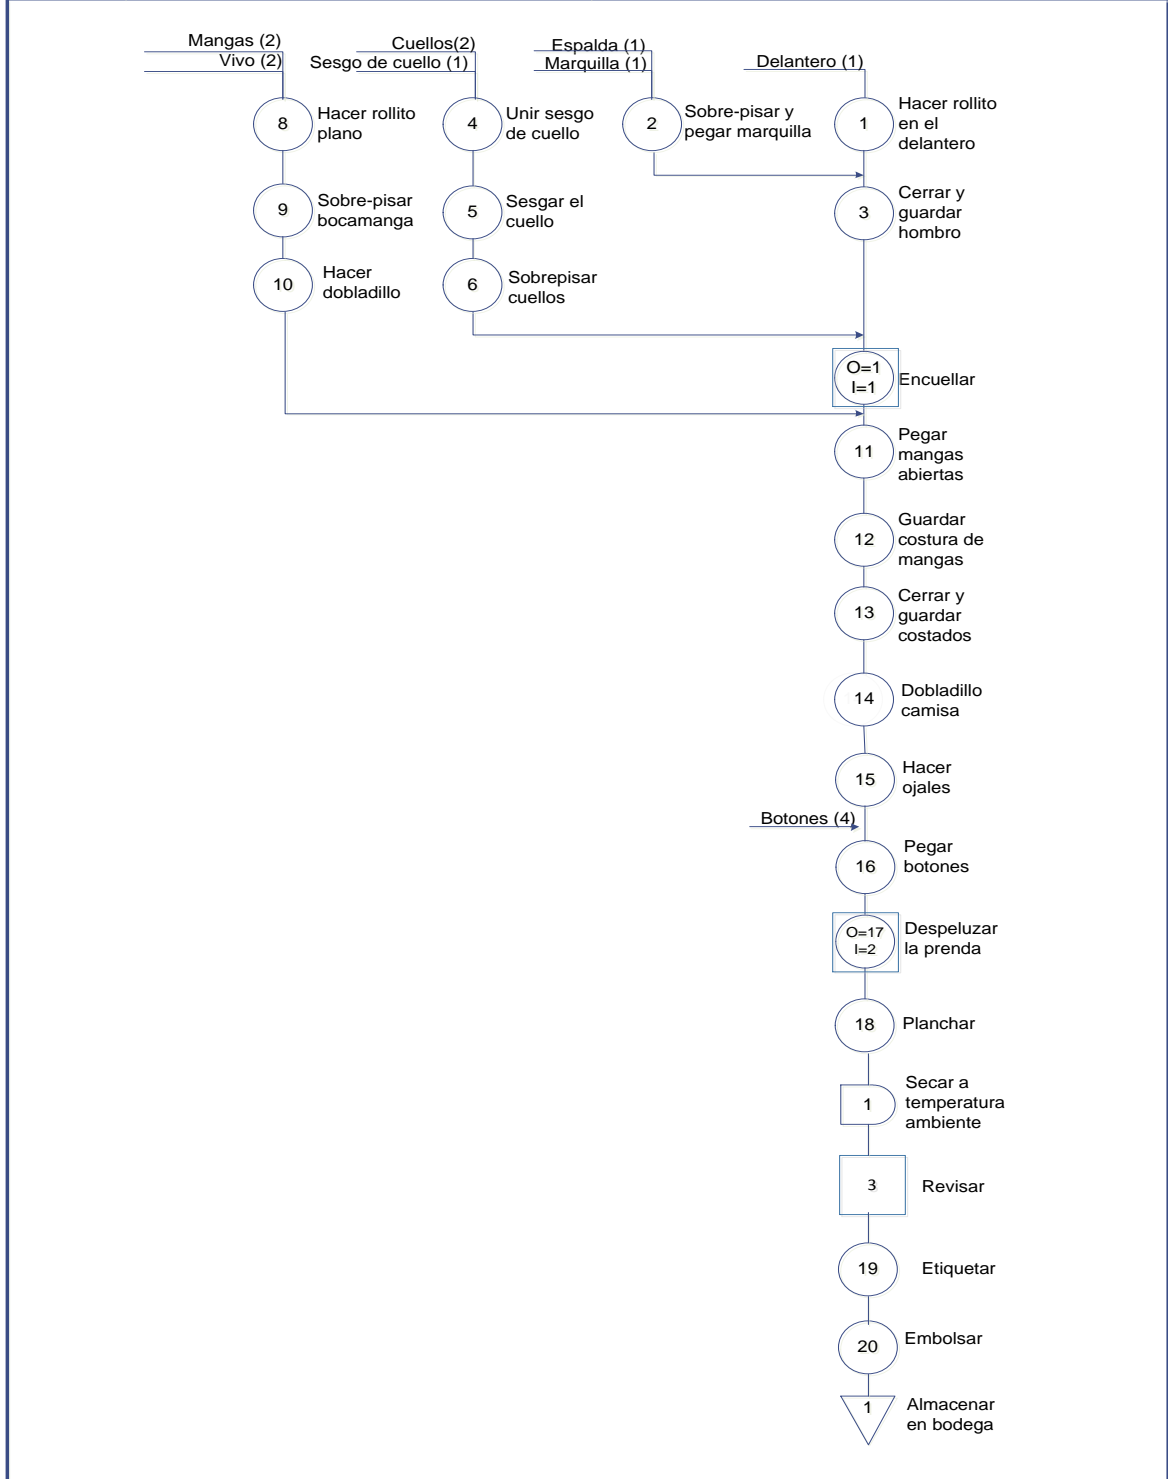 Mangas (2)
Vivo (2)
Cuellos(2)
Sesgo de cuello (1)
Espalda (1)
Marquilla (1)
Delantero (1)
8
Hacer rollito
plano
4
Unir sesgo
de cuello
2
Sobre-pisar y
pegar marquilla
1
Hacer rollito
en el
delantero
9
Sobre-pisar
bocamanga
5
Sesgar el
cuello
3
Cerrar y
guardar
hombro
10
Hacer
dobladillo
6
Sobrepisar
cuellos
O=1
I=1
Encuellar
11
Pegar
mangas
abiertas
12
Guardar
costura de
mangas
13
Cerrar y
guardar
costados
14
Dobladillo
camisa
15
Hacer
ojales
Botones (4)
16
Pegar
botones
O=17
I=2
Despeluzar
la prenda
18
Planchar
1
Secar a
temperatura
ambiente
3
Revisar
19
Etiquetar
20
Embolsar
1
Almacenar
en bodega